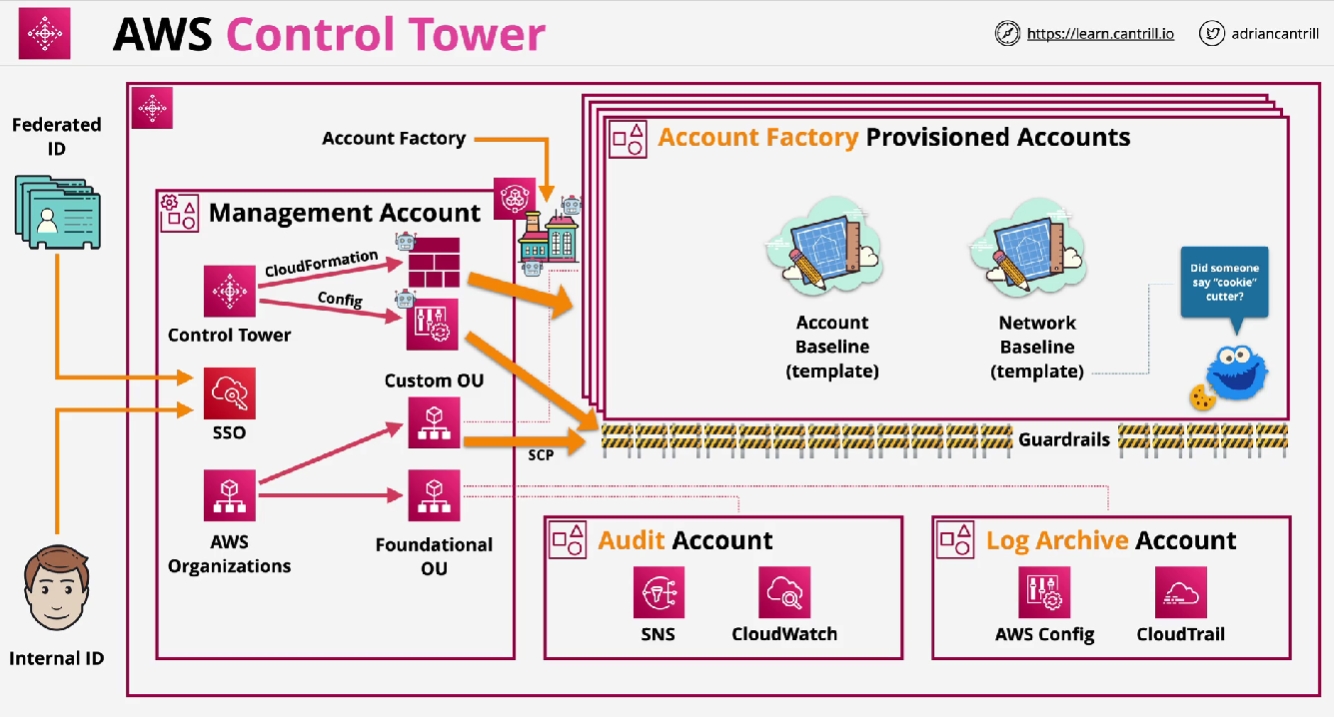 AWS Control Tower
https://learn.cantrill.io
adriancantrill
Federated
ID
Account Factory
Account Factory Provisioned Accounts
Management Account
CloudFormation
Config
Control Tower
Custom OU
SSO
SCP
AWS
Organizations
Foundational
OU
Account
Baseline
(template)
Network
Baseline
(template)
Did someone
say "cookie"
cutter?
Guardrails
Audit Account
SNS
CloudWatch
Log Archive Account
AWS Config
CloudTrail
Internal ID